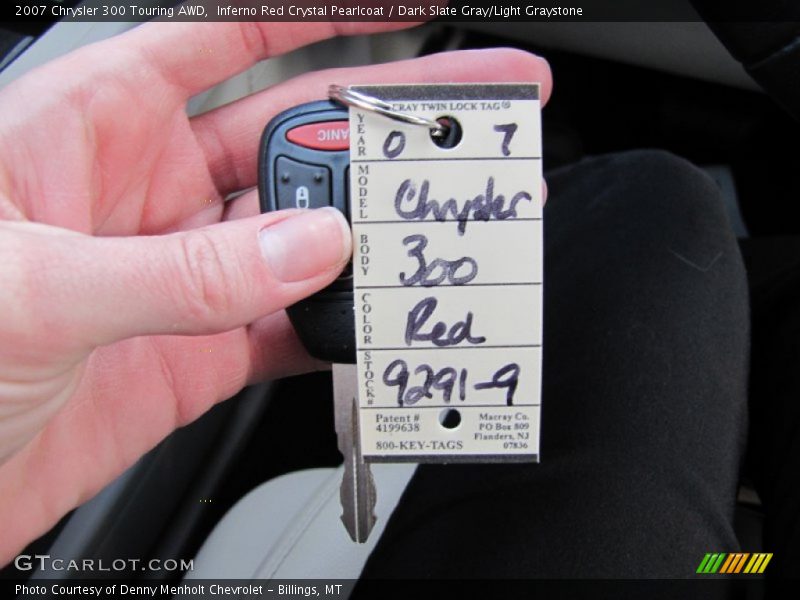 2007 Chrysler 300 Touring AWD,  Inferno Red Crystal Pearlcoat / Dark Slate Gray/Light Graystone
CRAY TWIN LOCK TAG®
PANIC
YEAR 0 7
MODEL Chrysler
BODY 300
COLOR Red
STOCK# 9291-9
Patent #
4199638
800-KEY-TAGS
Macray Co.
PO Box 809
Flanders, NJ
07836
GTCARLOT.COM
Photo Courtesy of Denny Menholt Chevrolet – Billings, MT